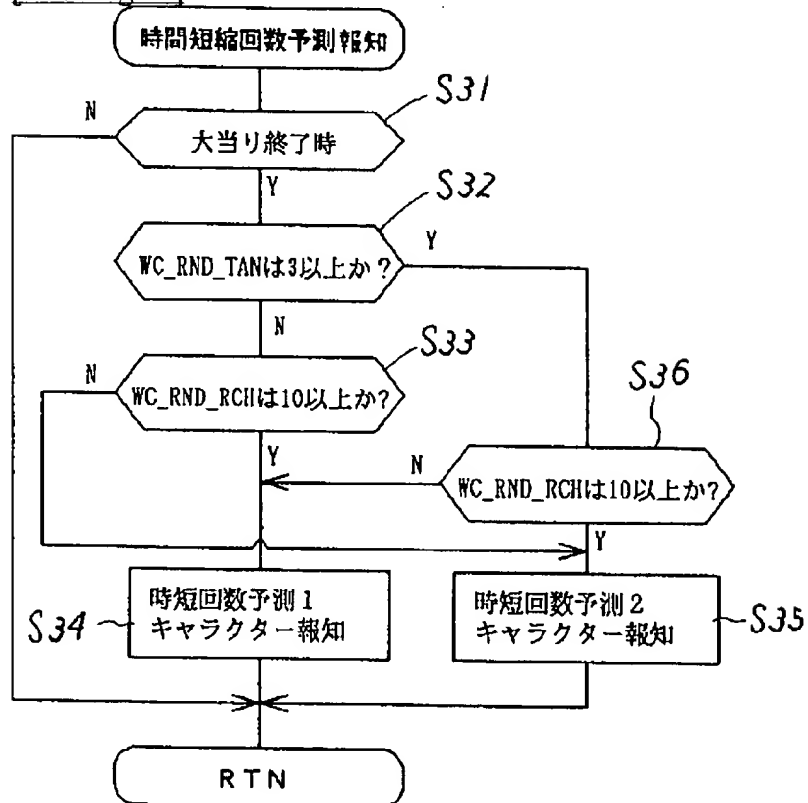 時間短縮回数予測報知
S31
N
大当り終了時
Y
S32
Y
WC_RND_TANは3以上か?
N
S33
N
WC_RND_RCHは10以上か?
S36
Y
N
WC_RND_RCHは10以上か?
Y
時短回数予測1
キャラクター報知
S34
時短回数予測2
キャラクター報知
S35
RTN